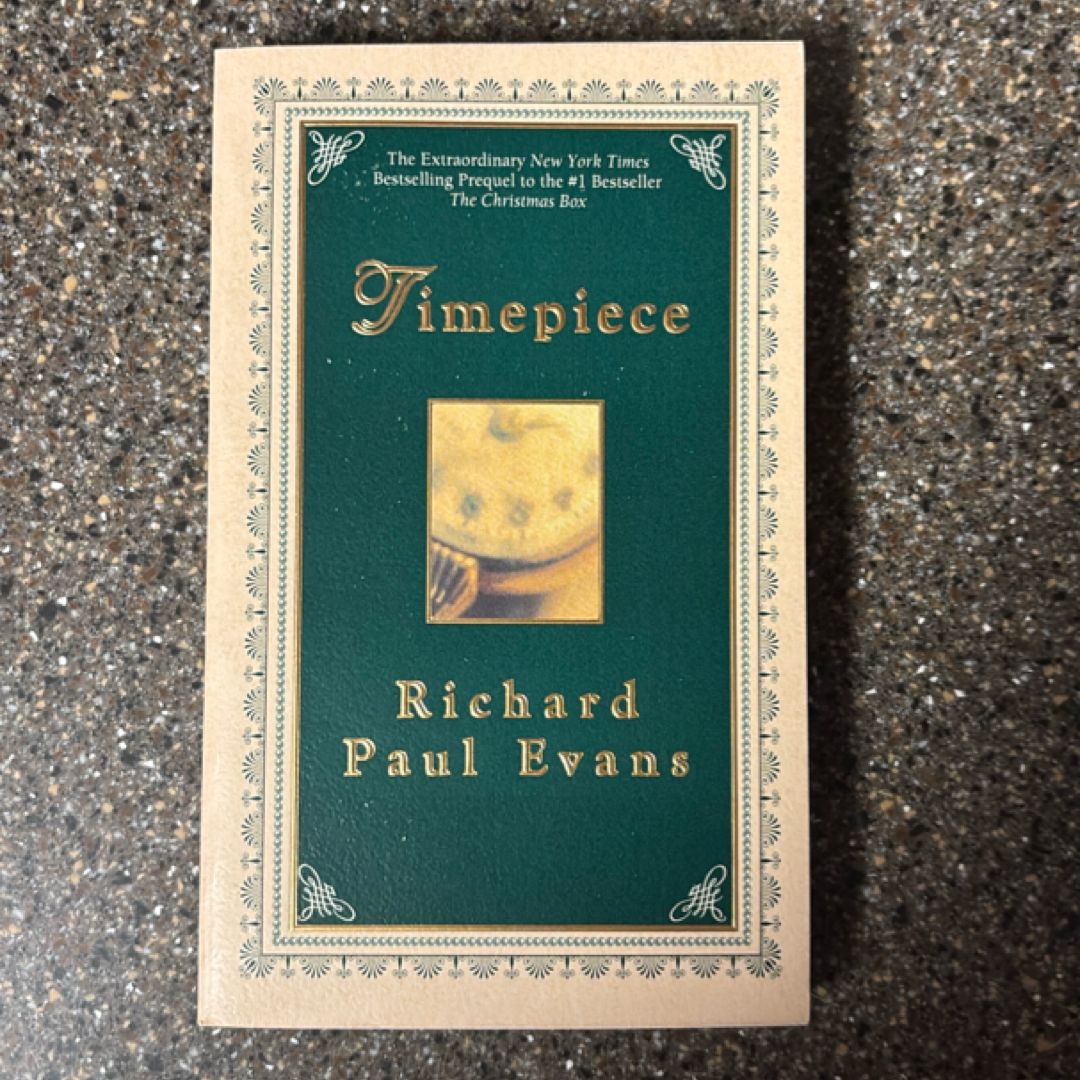 The Extraordinary New York Times
Bestselling Prequel to the #1 Bestseller
The Christmas Box
Timepiece
Richard
Paul Evans